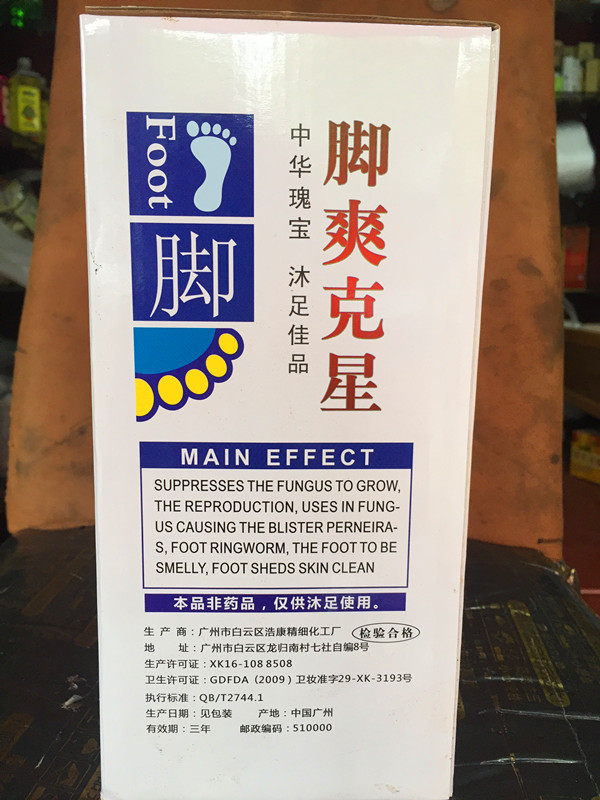 Foot
脚
脚爽克星
中华瑰宝 沐足佳品
MAIN EFFECT
SUPPRESSES THE FUNGUS TO GROW,
THE REPRODUCTION, USES IN FUNG-
US CAUSING THE BLISTER PERNEIRA-
S, FOOT RINGWORM, THE FOOT TO BE
SMELLY, FOOT SHEDS SKIN CLEAN
本品非药品，仅供沐足使用。
生 产 商：广州市白云区浩康精细化工厂 检验合格
地 址：广州市白云区龙归南村七社自编8号
生产许可证：XK16-108 8508
卫生许可证：GDFDA（2009）卫妆准字29-XK-3193号
执行标准：QB/T2744.1
生产日期：见包装 产地：中国广州
有效期：三年 邮政编码：510000